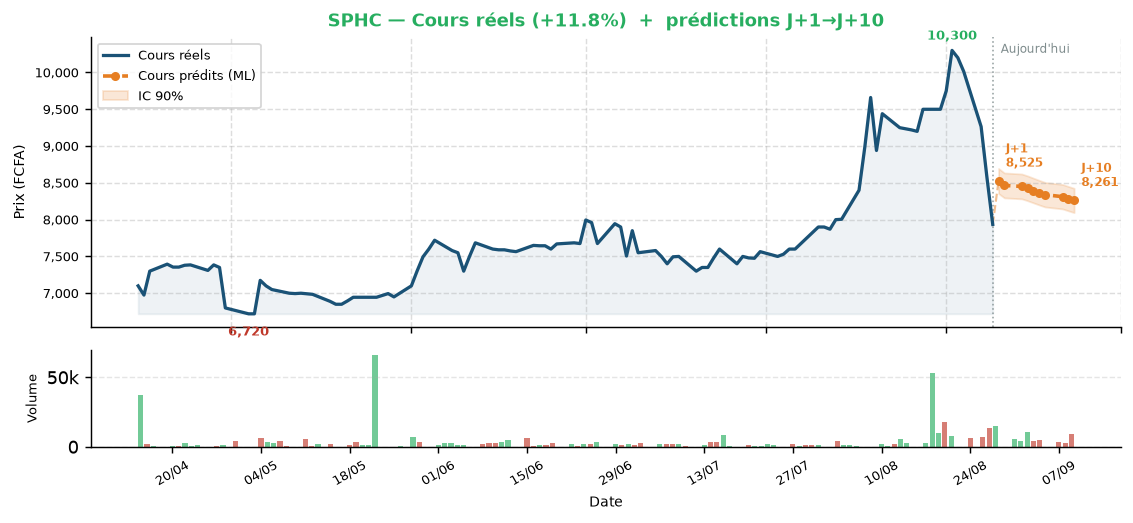 SPHC — Cours réels (+11.8%)  +  prédictions J+1→J+10
10,300
Aujourd'hui
Cours réels
Cours prédits (ML)
IC 90%
10,000
9,500
9,000
8,500
8,000
7,500
7,000
Prix (FCFA)
J+1
8,525
J+10
8,261
6,720
50k
0
Volume
20/04
04/05
18/05
01/06
15/06
29/06
13/07
27/07
10/08
24/08
07/09
Date